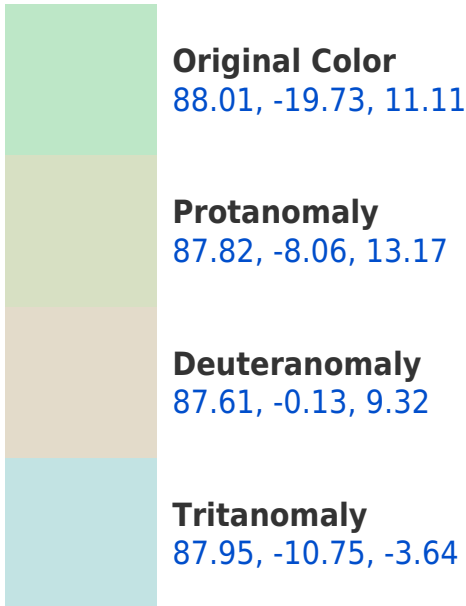 Original Color
88.01, -19.73, 11.11
Protanomaly
87.82, -8.06, 13.17
Deuteranomaly
87.61, -0.13, 9.32
Tritanomaly
87.95, -10.75, -3.64